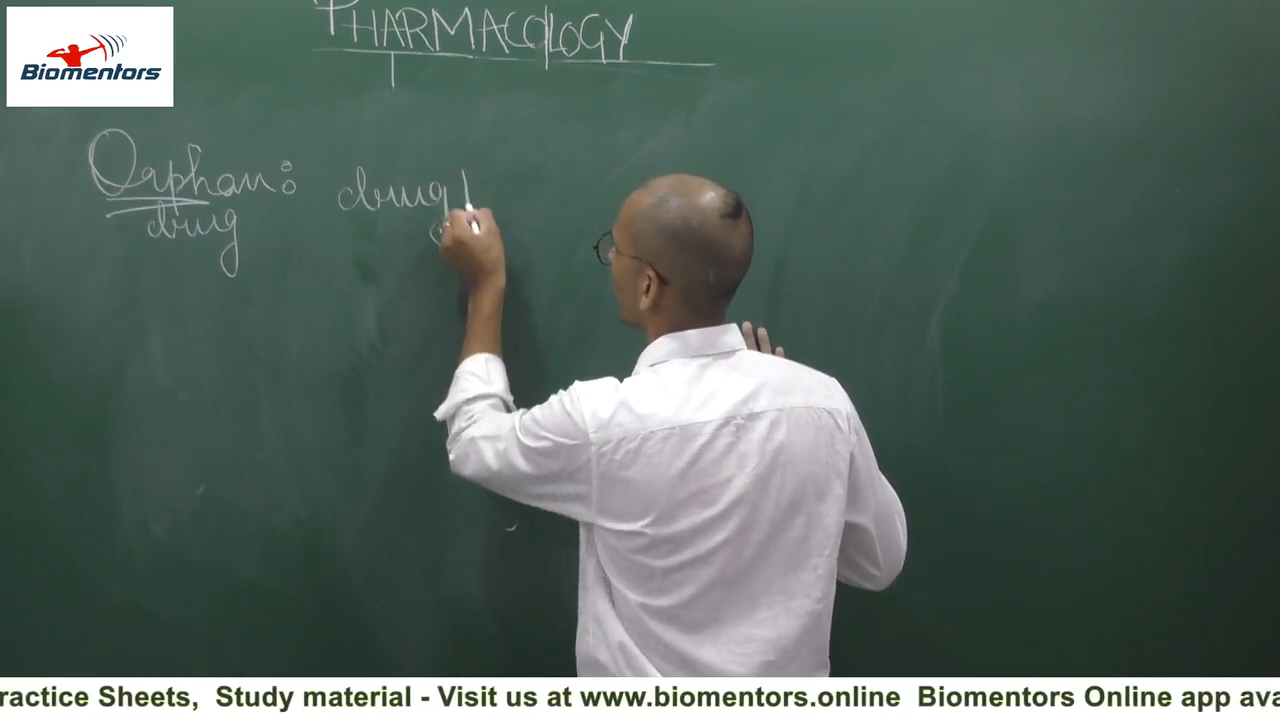 PHARMACOLOGY
Biomentors
Orphan: drug
drug
ractice Sheets, Study material - Visit us at www.biomentors.online Biomentors Online app ava